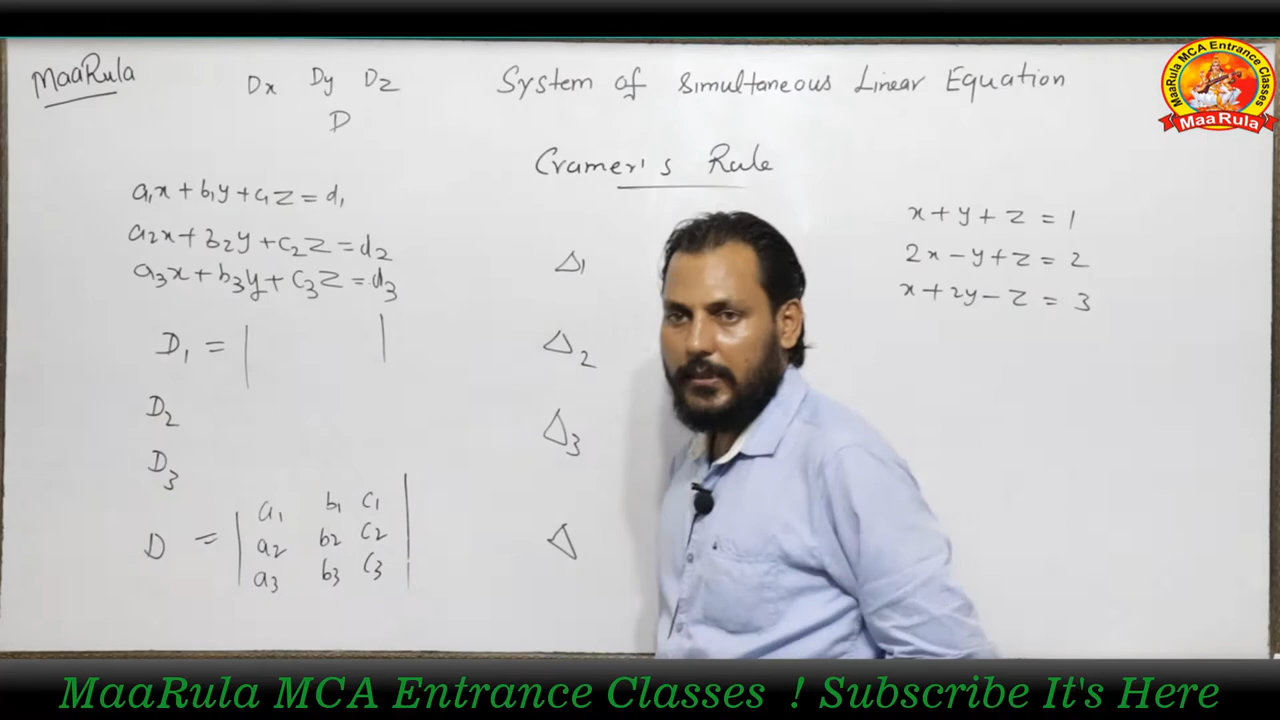 MaaRula
Dx Dy Dz
D
System of Simultaneous Linear Equation
Cramer's Rule
a₁x + b₁y + c₁z = d₁
a₂x + b₂y + c₂z = d₂
a₃x + b₃y + c₃z = d₃
D₁ = | |
D₂
D₃
D = | a₁ b₁ c₁ |
| a₂ b₂ c₂ |
| a₃ b₃ c₃ |
Δ₁
Δ₂
Δ₃
Δ
x + y + z = 1
2x - y + z = 2
x + 2y - z = 3
MaaRula MCA Entrance Classes
MaaRula
MaaRula MCA Entrance Classes ! Subscribe It's Here